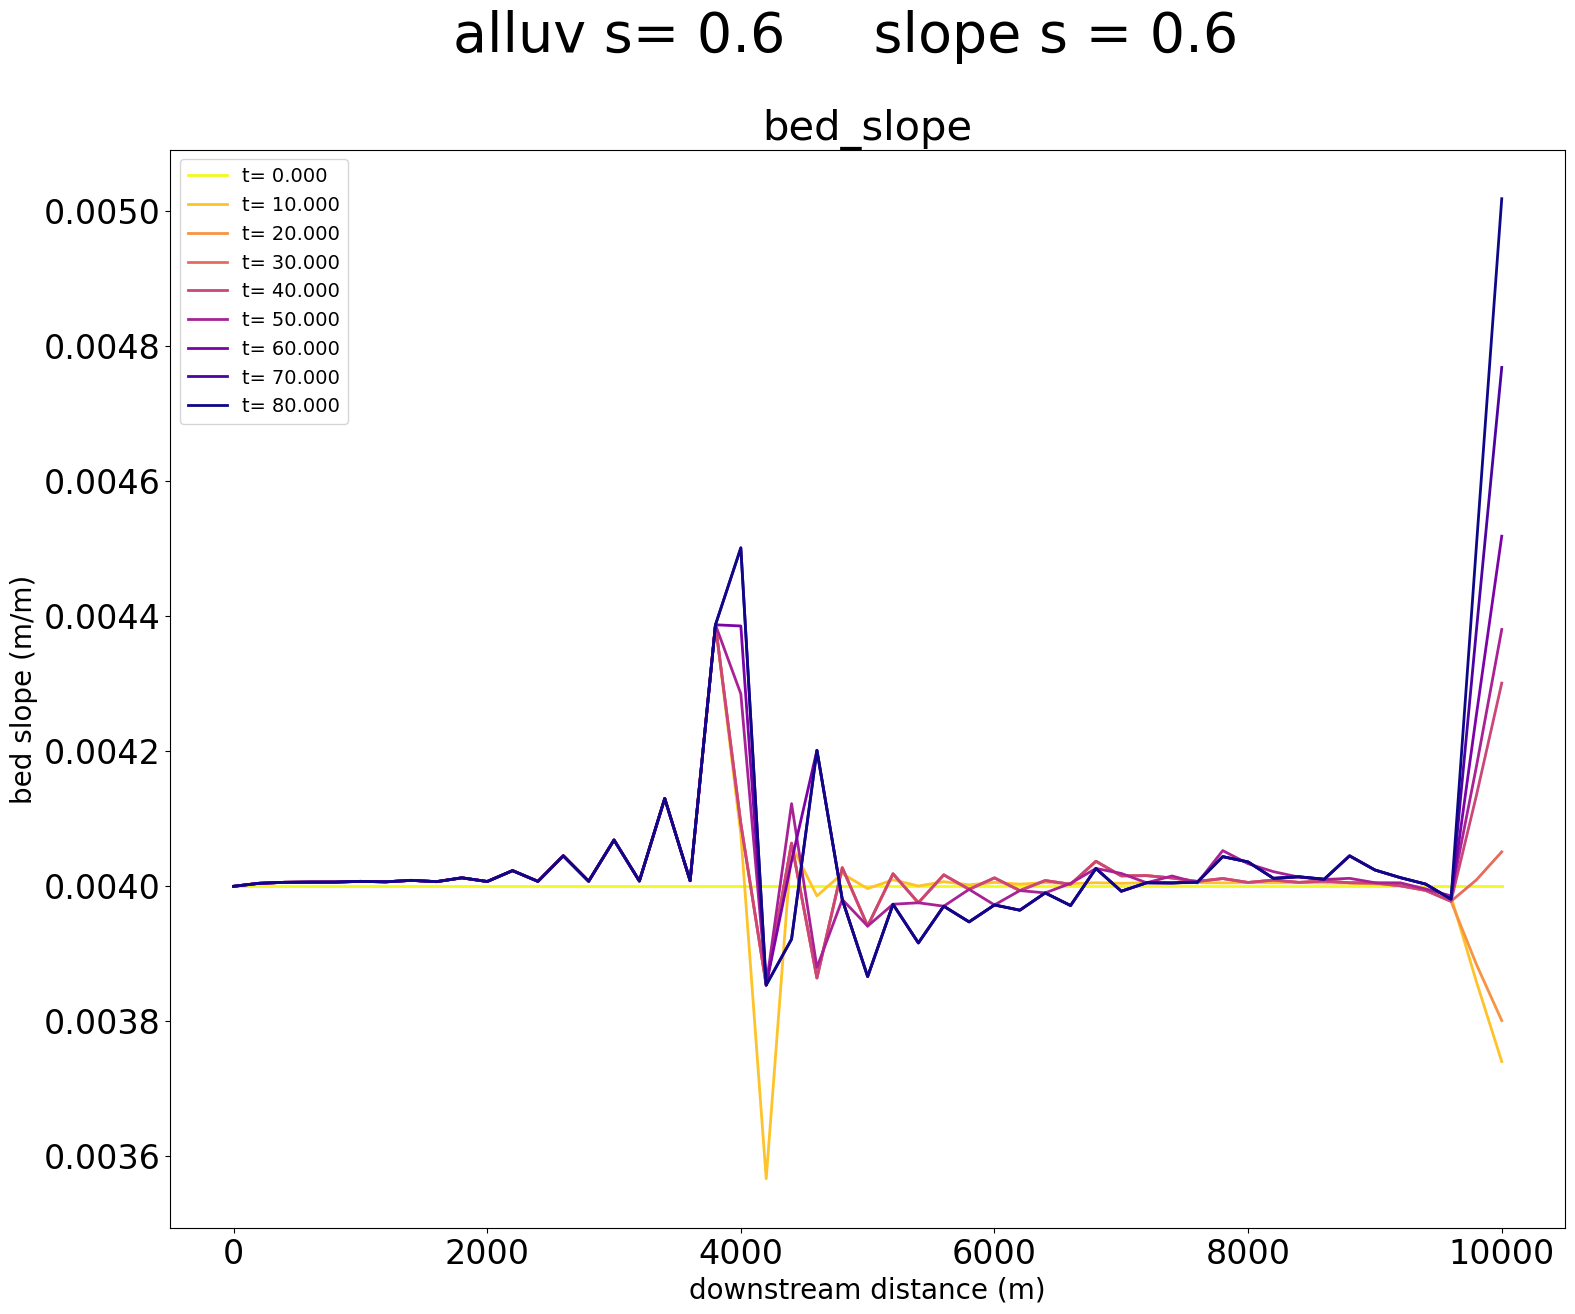 alluv s= 0.6 slope s = 0.6
bed_slope
t= 0.000
t= 10.000
t= 20.000
t= 30.000
t= 40.000
t= 50.000
t= 60.000
t= 70.000
t= 80.000
0.0050
0.0048
0.0046
0.0044
0.0042
0.0040
0.0038
0.0036
bed slope (m/m)
0 2000 4000 6000 8000 10000
downstream distance (m)